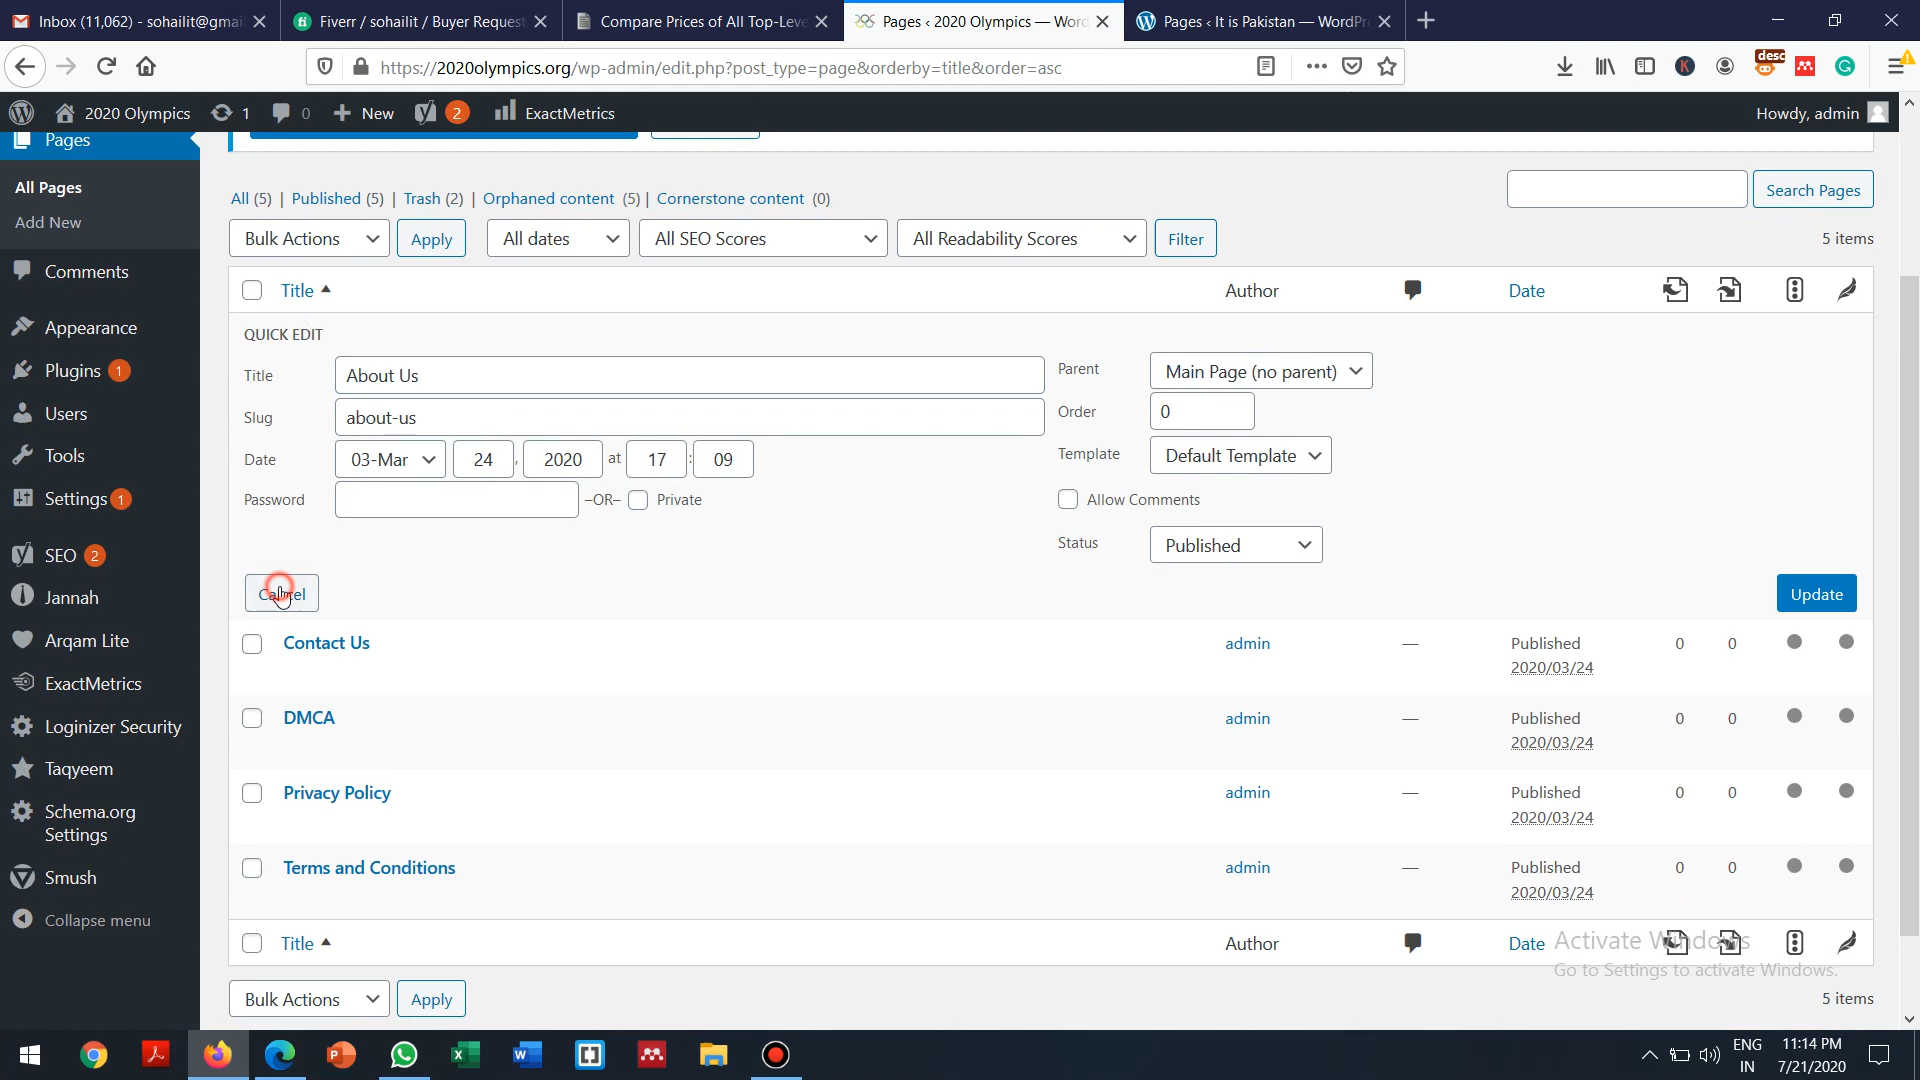 Inbox (11,062) - sohailit@gmai
Fiverr / sohailit / Buyer Request
Compare Prices of All Top-Leve
Pages ‹ 2020 Olympics — Word
Pages ‹ It is Pakistan — WordPr
https://2020olympics.org/wp-admin/edit.php?post_type=page&orderby=title&order=asc
desc
2020 Olympics 1 0 New 2 ExactMetrics Howdy, admin
Pages
All Pages
Add New
Comments
Appearance
Plugins 1
Users
Tools
Settings 1
SEO 2
Jannah
Arqam Lite
ExactMetrics
Loginizer Security
Taqyeem
Schema.org
Settings
Smush
Collapse menu
All (5) | Published (5) | Trash (2) | Orphaned content (5) | Cornerstone content (0)
Search Pages
Bulk Actions Apply All dates All SEO Scores All Readability Scores Filter 5 items
Title Author Date
QUICK EDIT
Title About Us
Slug about-us
Date 03-Mar 24 , 2020 at 17 : 09
Password –OR– Private
Parent Main Page (no parent)
Order 0
Template Default Template
Allow Comments
Status Published
Cancel Update
Contact Us admin — Published 0 0
2020/03/24
DMCA admin — Published 0 0
2020/03/24
Privacy Policy admin — Published 0 0
2020/03/24
Terms and Conditions admin — Published 0 0
2020/03/24
Title Author Date
Activate Windows
Go to Settings to activate Windows.
Bulk Actions Apply 5 items
ENG
IN
11:14 PM
7/21/2020